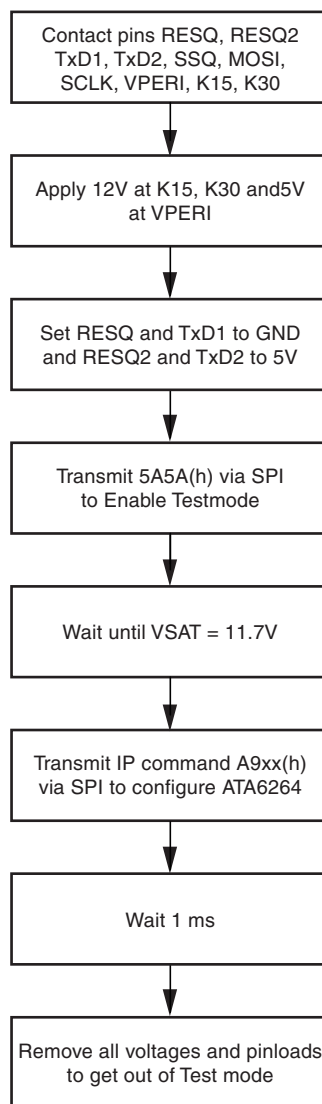 Contact pins RESQ, RESQ2
TxD1, TxD2, SSQ, MOSI,
SCLK, VPERI, K15, K30
Apply 12V at K15, K30 and5V
at VPERI
Set RESQ and TxD1 to GND
and RESQ2 and TxD2 to 5V
Transmit 5A5A(h) via SPI
to Enable Testmode
Wait until VSAT = 11.7V
Transmit IP command A9xx(h)
via SPI to configure ATA6264
Wait 1 ms
Remove all voltages and pinloads
to get out of Test mode